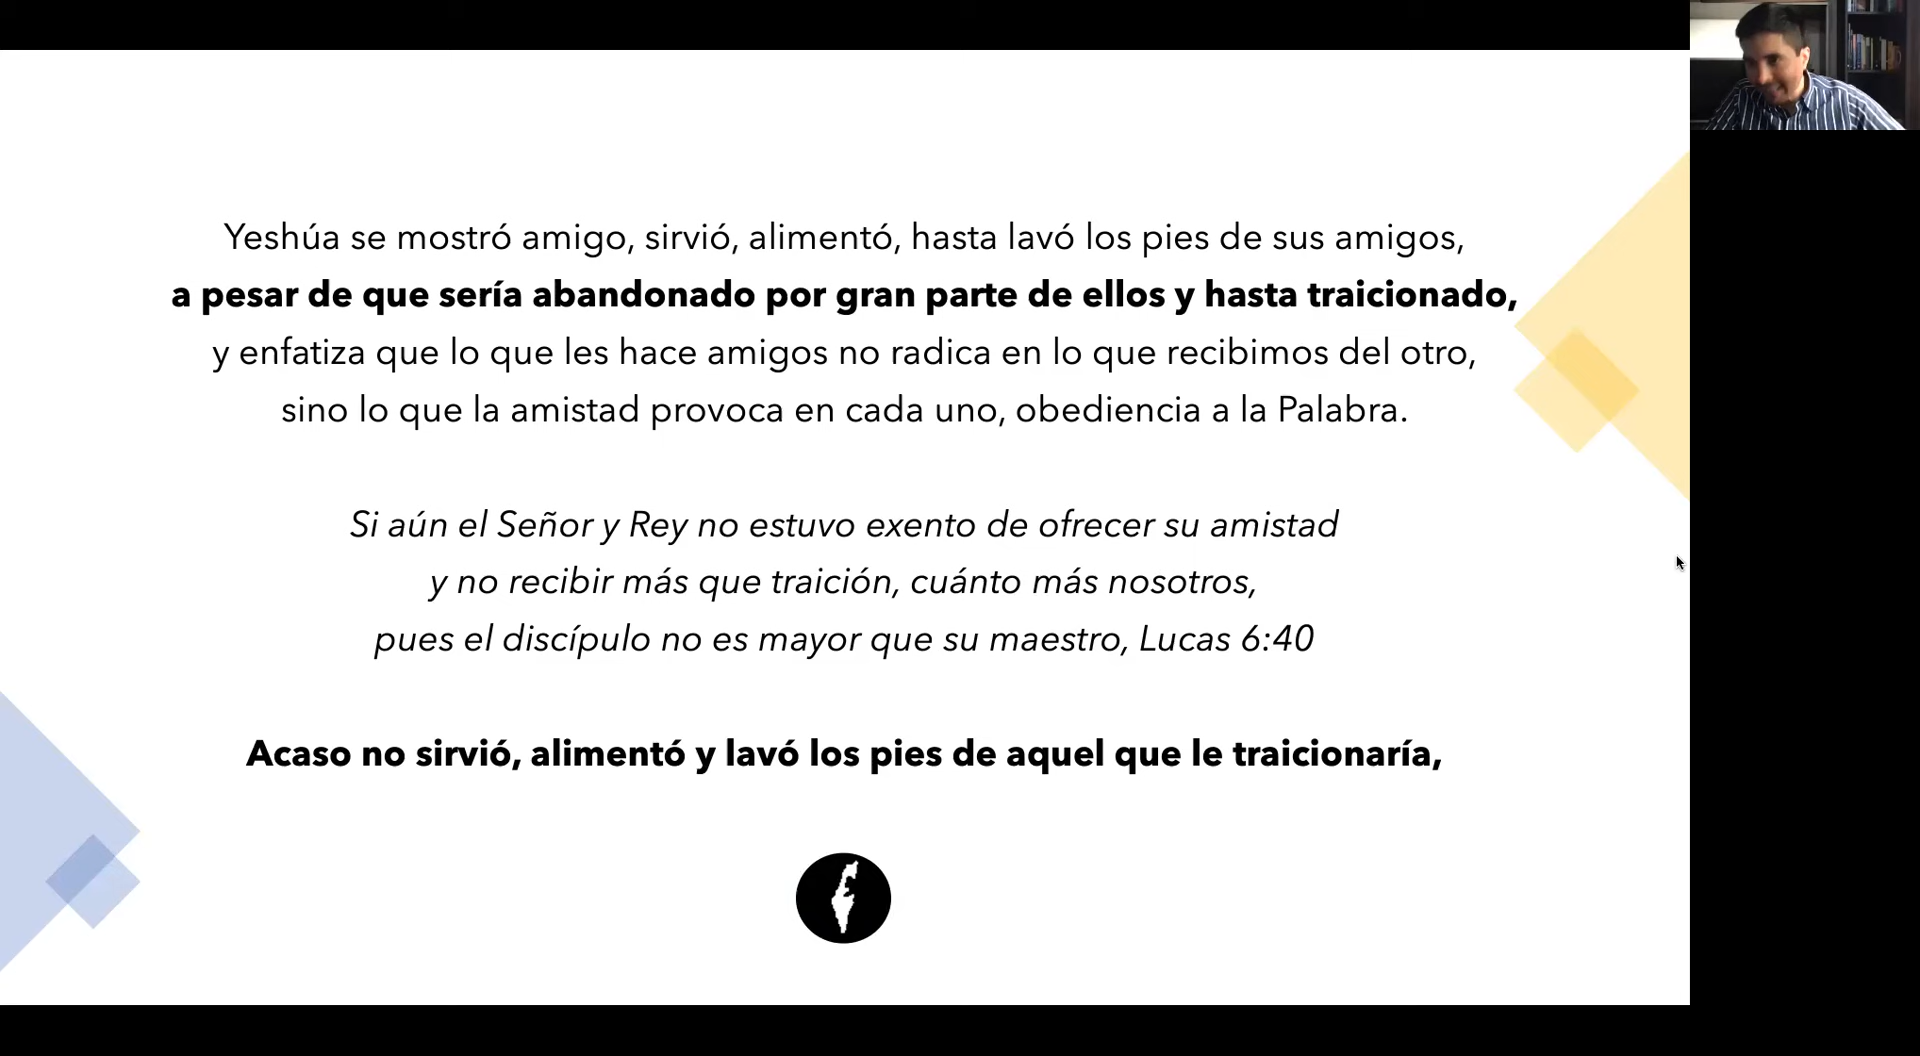 Yeshúa se mostró amigo, sirvió, alimentó, hasta lavó los pies de sus amigos,
a pesar de que sería abandonado por gran parte de ellos y hasta traicionado,
y enfatiza que lo que les hace amigos no radica en lo que recibimos del otro,
sino lo que la amistad provoca en cada uno, obediencia a la Palabra.
Si aún el Señor y Rey no estuvo exento de ofrecer su amistad
y no recibir más que traición, cuánto más nosotros,
pues el discípulo no es mayor que su maestro, Lucas 6:40
Acaso no sirvió, alimentó y lavó los pies de aquel que le traicionaría,